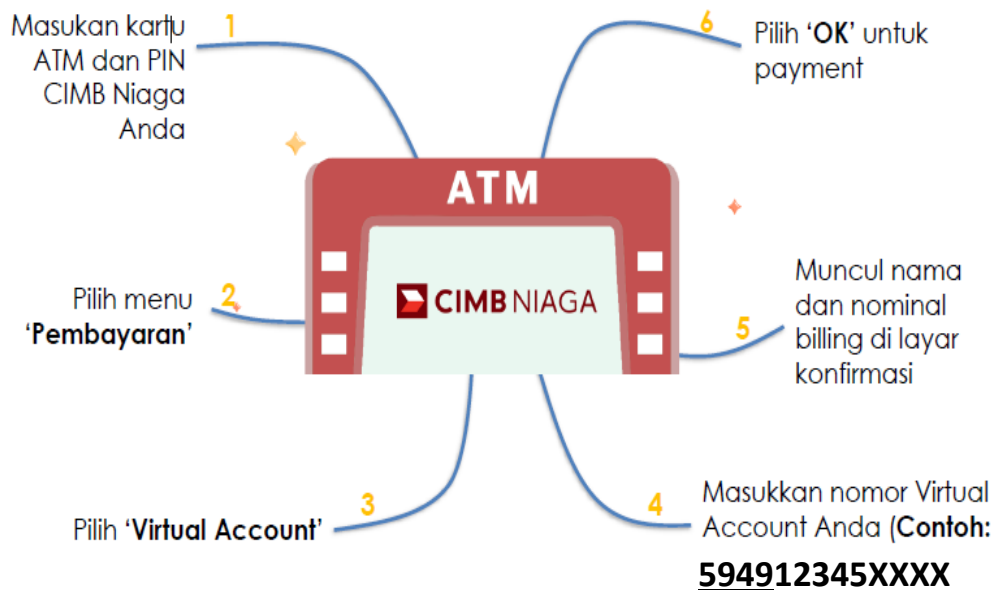 1
Masukan kartu
ATM dan PIN
CIMB Niaga
Anda
2
Pilih menu
‘Pembayaran’
3
Pilih ‘Virtual Account’
4
Masukkan nomor Virtual
Account Anda (Contoh:
594912345XXXX
5
Muncul nama
dan nominal
billing di layar
konfirmasi
6
Pilih ‘OK’ untuk
payment
ATM
CIMB NIAGA